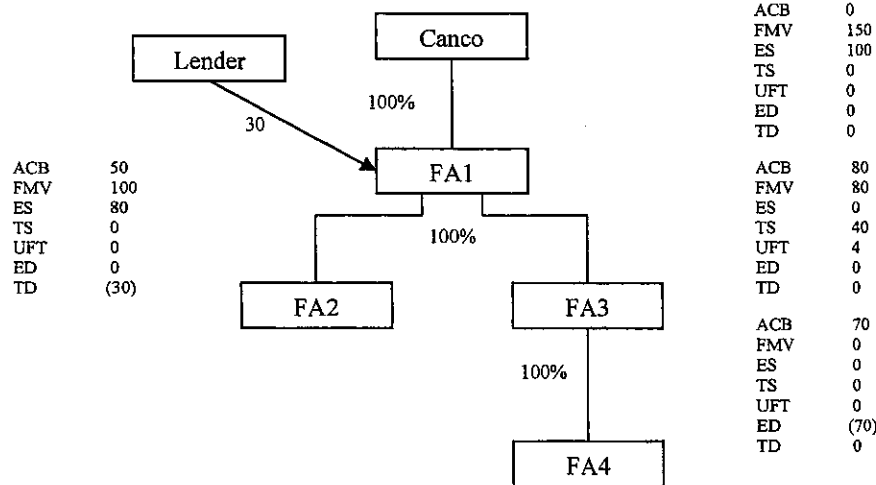 Lender
Canco
30
100%
FA1
100%
FA2
FA3
100%
FA4
ACB 50
FMV 100
ES 80
TS 0
UFT 0
ED 0
TD (30)
ACB 0
FMV 150
ES 100
TS 0
UFT 0
ED 0
TD 0
ACB 80
FMV 80
ES 0
TS 40
UFT 4
ED 0
TD 0
ACB 70
FMV 0
ES 0
TS 0
UFT 0
ED (70)
TD 0